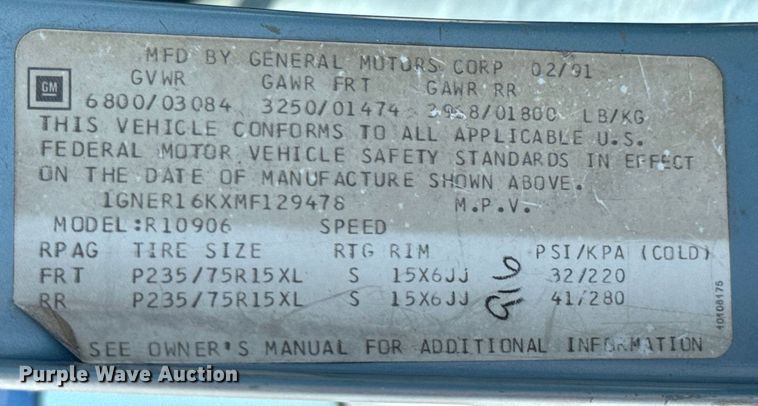 MFD BY GENERAL MOTORS CORP 02/91
GVWR GAWR FRT GAWR RR
GM
6800/03084 3250/01474 3968/01800 LB/KG
THIS VEHICLE CONFORMS TO ALL APPLICABLE U.S.
FEDERAL MOTOR VEHICLE SAFETY STANDARDS IN EFFECT
ON THE DATE OF MANUFACTURE SHOWN ABOVE.
1GNER16KXMF129478 M.P.V.
MODEL:R10906 SPEED
RPAG TIRE SIZE RTG RIM PSI/KPA (COLD)
FRT P235/75R15XL S 15X6JJ 32/220
RR P235/75R15XL S 15X6JJ 41/280
10108175
SEE OWNER'S MANUAL FOR ADDITIONAL INFORMATION
Purple Wave Auction